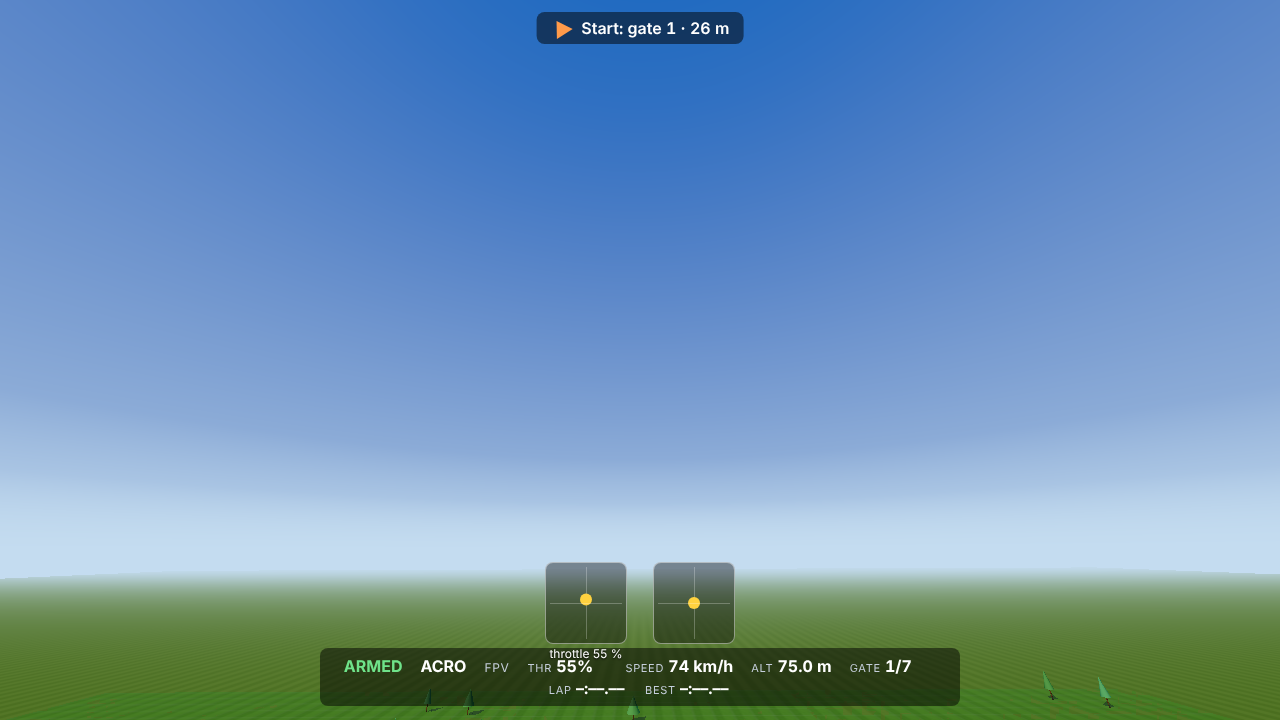 Start: gate 1 · 26 m
throttle 55 %
ARMED ACRO FPV THR 55% SPEED 74 km/h ALT 75.0 m GATE 1/7
LAP –:––.–– BEST –:––.––